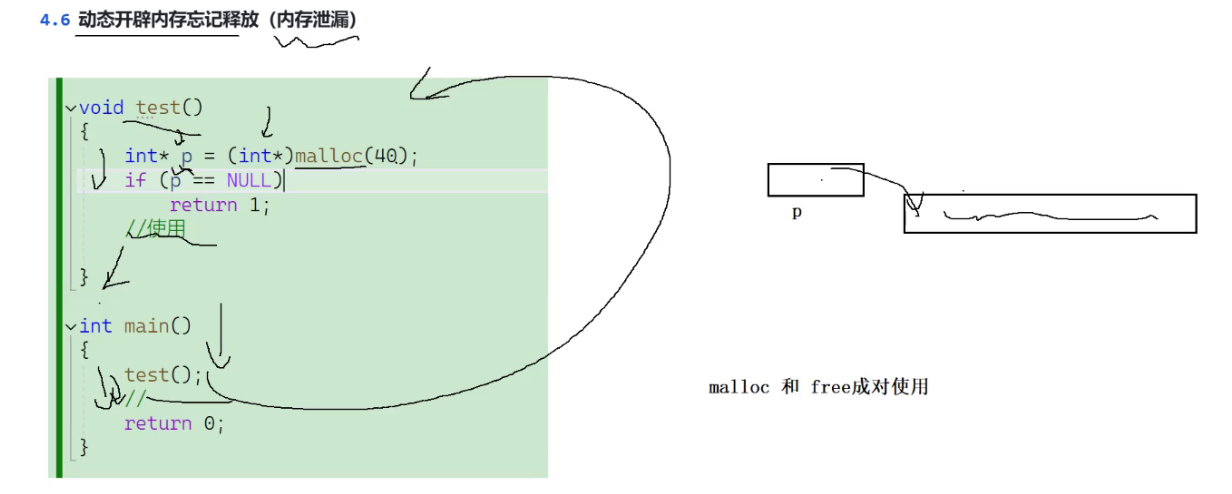 4.6 动态开辟内存忘记释放（内存泄漏）
void test()
{
int* p = (int*)malloc(40);
if (p == NULL)
return 1;
//使用
}
int main()
{
test();
//
return 0;
}
p
malloc 和 free成对使用